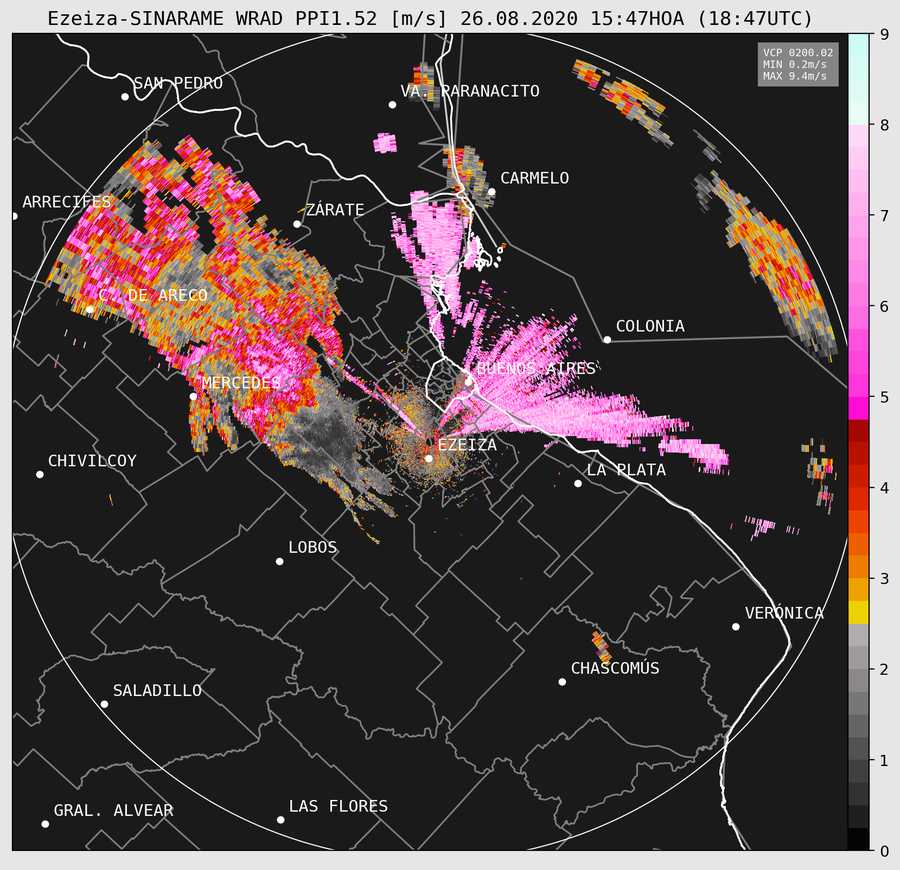 Ezeiza-SINARAME WRAD PPI1.52 [m/s] 26.08.2020 15:47HOA (18:47UTC)
VCP 0200.02
MIN 0.2m/s
MAX 9.4m/s
9
8
7
6
5
4
3
2
1
0
SAN PEDRO
VA. PARANACITO
CARMELO
ARRECIFES
ZÁRATE
C. DE ARECO
COLONIA
BUENOS AIRES
MERCEDES
EZEIZA
CHIVILCOY
LA PLATA
LOBOS
VERÓNICA
CHASCOMÚS
SALADILLO
GRAL. ALVEAR
LAS FLORES